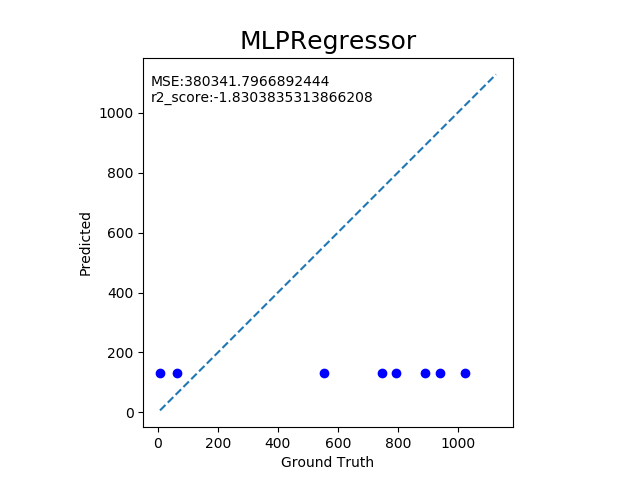 MLPRegressor
MSE:380341.7966892444
r2_score:-1.8303835313866208
1000
800
600
400
200
0
Predicted
0 200 400 600 800 1000
Ground Truth